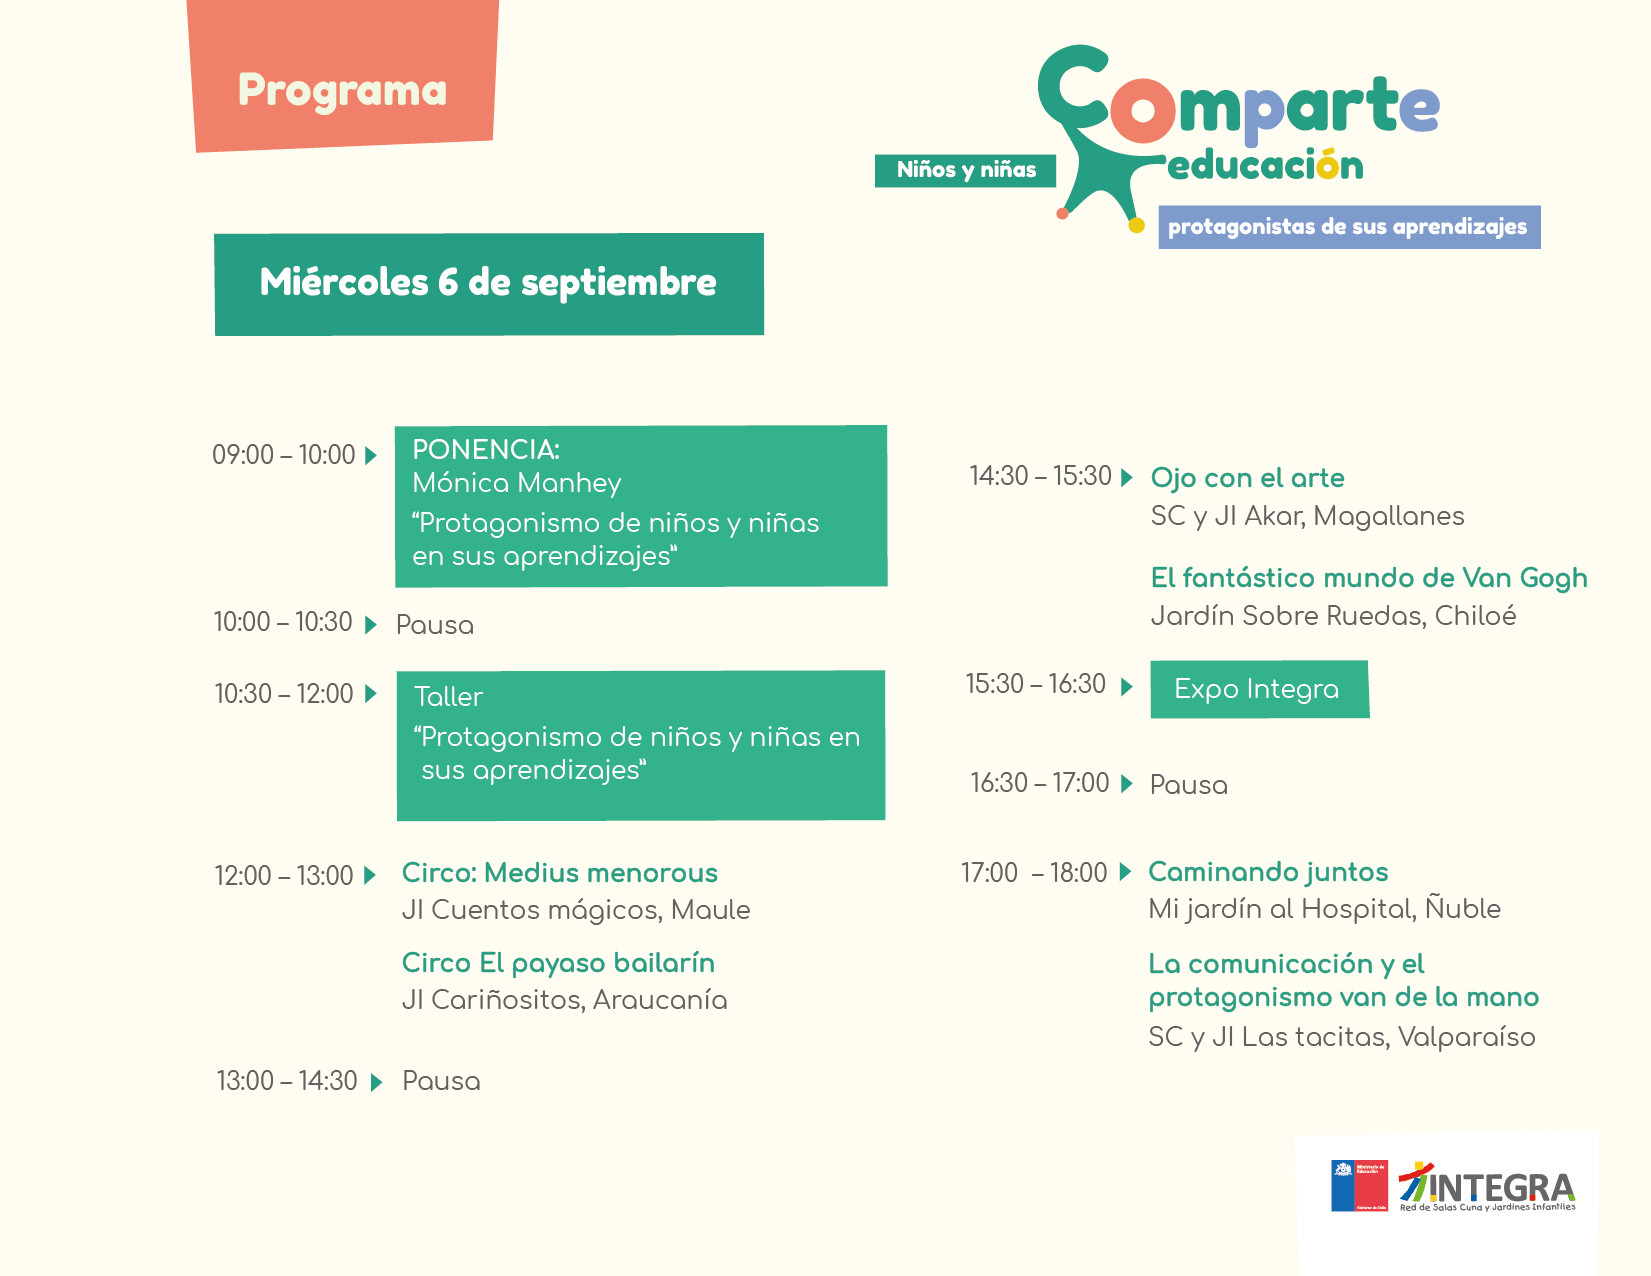 Programa
Comparte
educación
Niños y niñas
protagonistas de sus aprendizajes
Miércoles 6 de septiembre
09:00 – 10:00
PONENCIA:
Mónica Manhey
“Protagonismo de niños y niñas
en sus aprendizajes”
10:00 – 10:30
Pausa
10:30 – 12:00
Taller
“Protagonismo de niños y niñas en
sus aprendizajes”
12:00 – 13:00
Circo: Medius menorous
JI Cuentos mágicos, Maule
Circo El payaso bailarín
JI Cariñositos, Araucanía
13:00 – 14:30
Pausa
14:30 – 15:30
Ojo con el arte
SC y JI Akar, Magallanes
El fantástico mundo de Van Gogh
Jardín Sobre Ruedas, Chiloé
15:30 – 16:30
Expo Integra
16:30 – 17:00
Pausa
17:00 – 18:00
Caminando juntos
Mi jardín al Hospital, Ñuble
La comunicación y el
protagonismo van de la mano
SC y JI Las tacitas, Valparaíso
Ministerio de
Educación
Gobierno de Chile
INTEGRA
Red de Salas Cuna y Jardines Infantiles